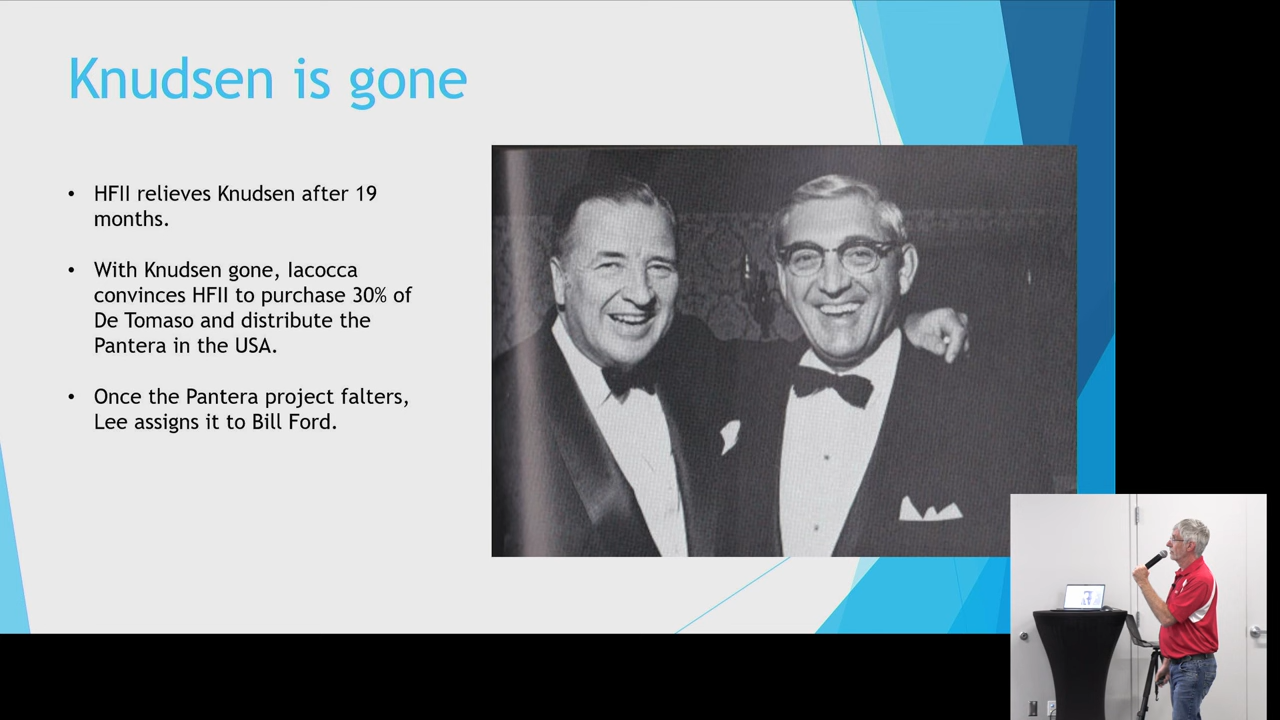 Knudsen is gone
• HFII relieves Knudsen after 19
months.
• With Knudsen gone, Iacocca
convinces HFII to purchase 30% of
De Tomaso and distribute the
Pantera in the USA.
• Once the Pantera project falters,
Lee assigns it to Bill Ford.